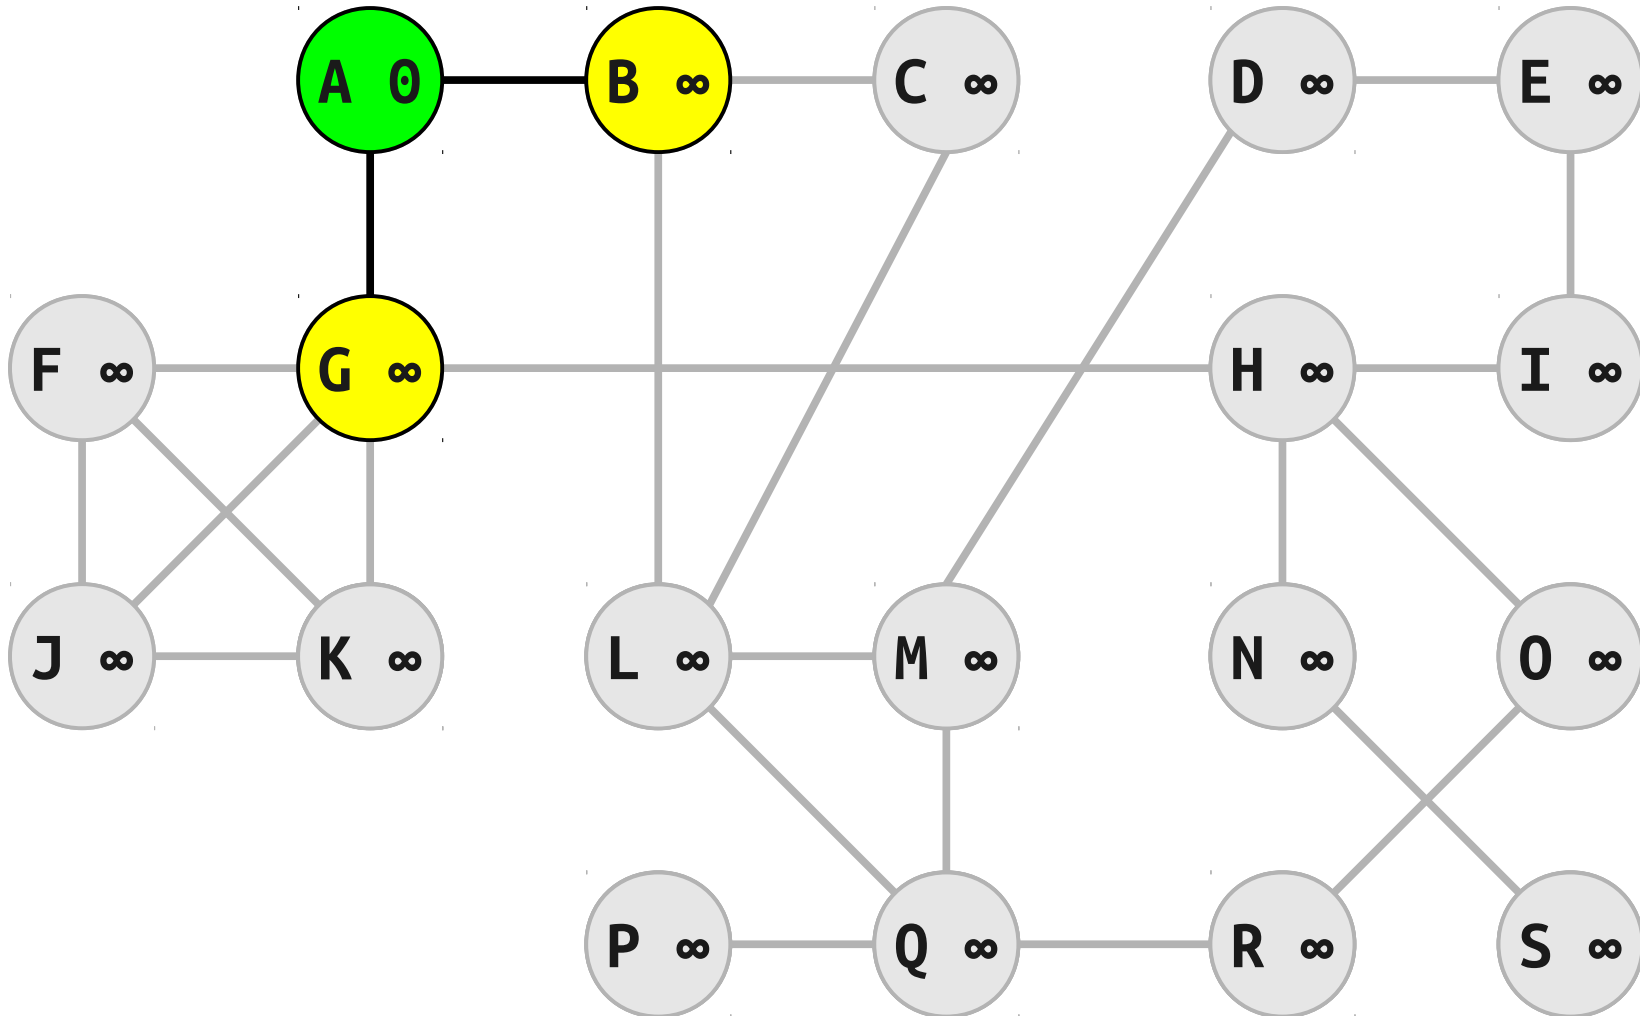 A 0 B ∞ C ∞ D ∞ E ∞
F ∞ G ∞ H ∞ I ∞
J ∞ K ∞ L ∞ M ∞ N ∞ O ∞
P ∞ Q ∞ R ∞ S ∞